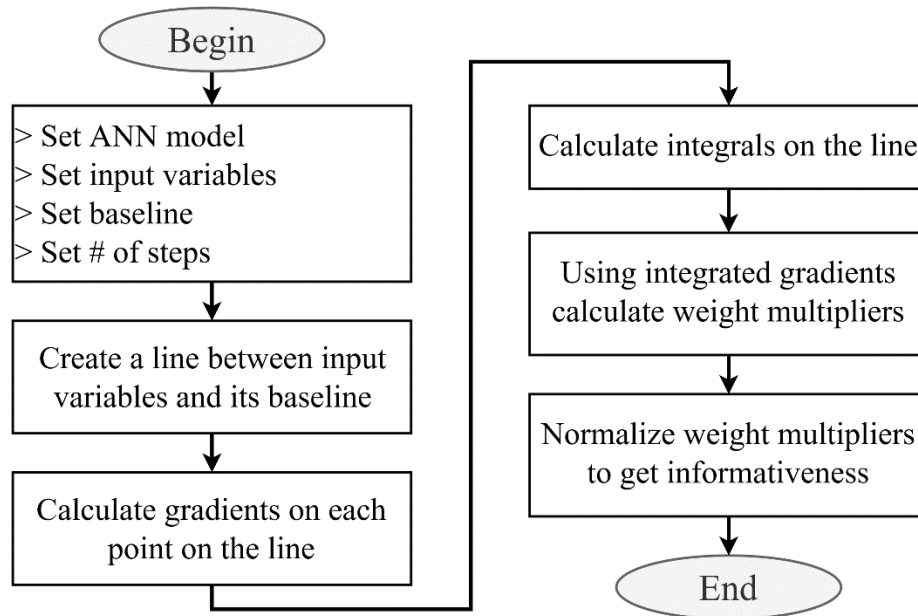 Begin
> Set ANN model
> Set input variables
> Set baseline
> Set # of steps
Create a line between input
variables and its baseline
Calculate gradients on each
point on the line
Calculate integrals on the line
Using integrated gradients
calculate weight multipliers
Normalize weight multipliers
to get informativeness
End